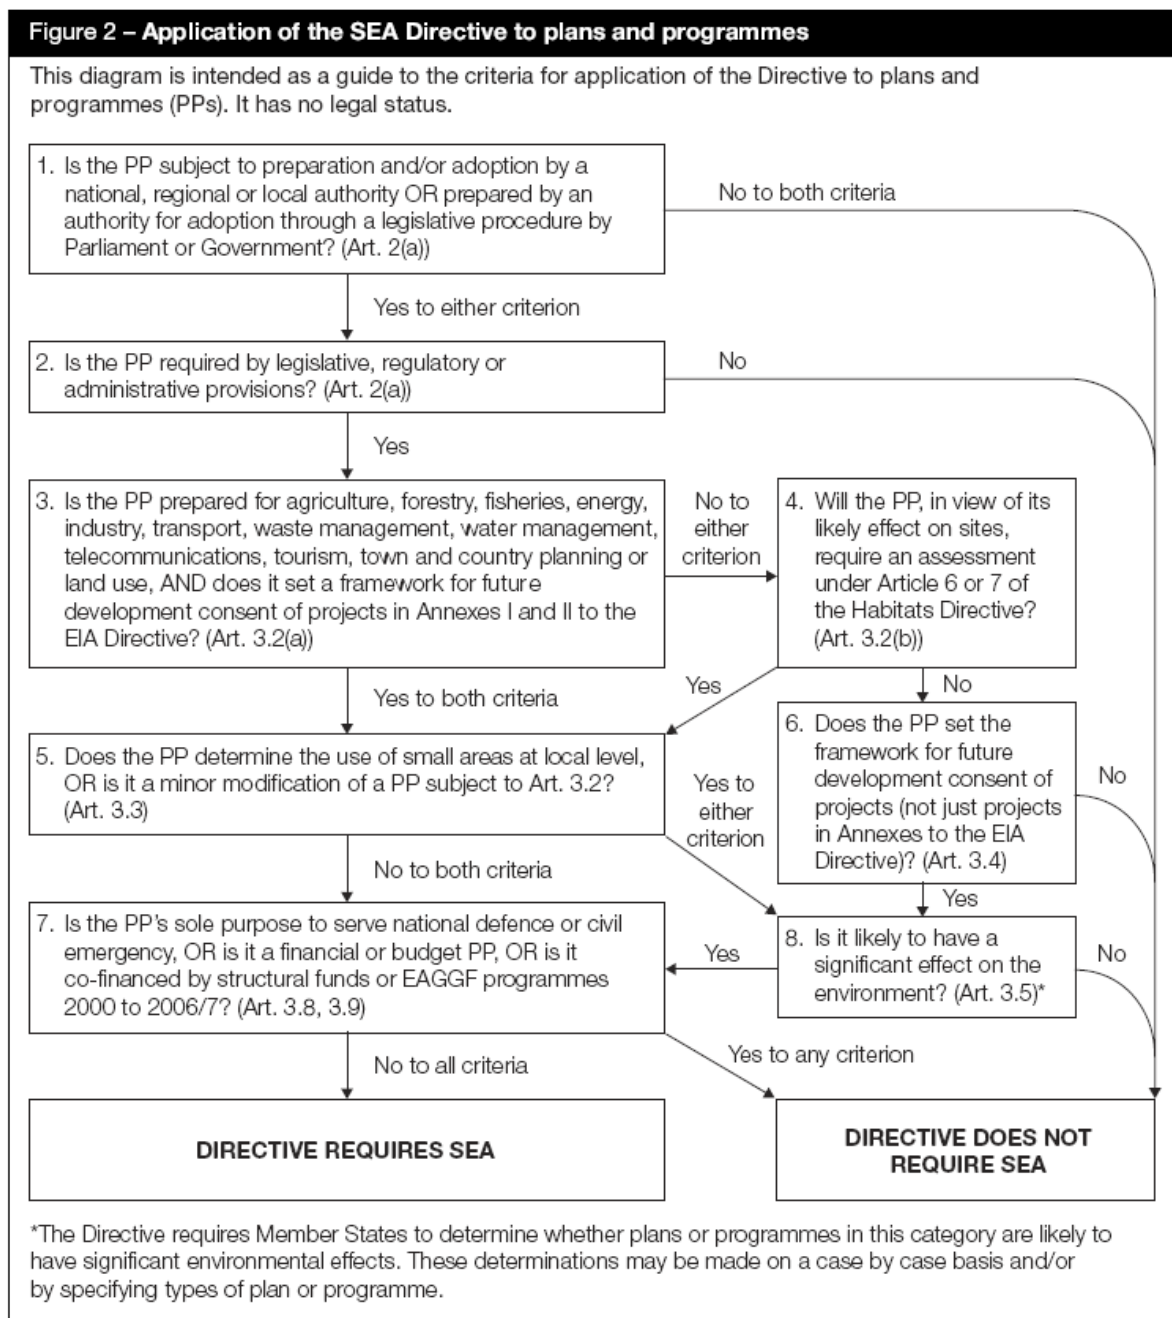 Figure 2 – Application of the SEA Directive to plans and programmes
This diagram is intended as a guide to the criteria for application of the Directive to plans and
programmes (PPs). It has no legal status.
1. Is the PP subject to preparation and/or adoption by a
national, regional or local authority OR prepared by an
authority for adoption through a legislative procedure by
Parliament or Government? (Art. 2(a))
No to both criteria
Yes to either criterion
2. Is the PP required by legislative, regulatory or
administrative provisions? (Art. 2(a))
No
Yes
3. Is the PP prepared for agriculture, forestry, fisheries, energy,
industry, transport, waste management, water management,
telecommunications, tourism, town and country planning or
land use, AND does it set a framework for future
development consent of projects in Annexes I and II to the
EIA Directive? (Art. 3.2(a))
No to
either
criterion
4. Will the PP, in view of its
likely effect on sites,
require an assessment
under Article 6 or 7 of
the Habitats Directive?
(Art. 3.2(b))
Yes to both criteria
Yes
No
5. Does the PP determine the use of small areas at local level,
OR is it a minor modification of a PP subject to Art. 3.2?
(Art. 3.3)
Yes to
either
criterion
6. Does the PP set the
framework for future
development consent of
projects (not just projects
in Annexes to the EIA
Directive)? (Art. 3.4)
No
No to both criteria
Yes
7. Is the PP's sole purpose to serve national defence or civil
emergency, OR is it a financial or budget PP, OR is it
co-financed by structural funds or EAGGF programmes
2000 to 2006/7? (Art. 3.8, 3.9)
Yes
8. Is it likely to have a
significant effect on the
environment? (Art. 3.5)*
No
No to all criteria
Yes to any criterion
DIRECTIVE REQUIRES SEA
DIRECTIVE DOES NOT
REQUIRE SEA
*The Directive requires Member States to determine whether plans or programmes in this category are likely to
have significant environmental effects. These determinations may be made on a case by case basis and/or
by specifying types of plan or programme.